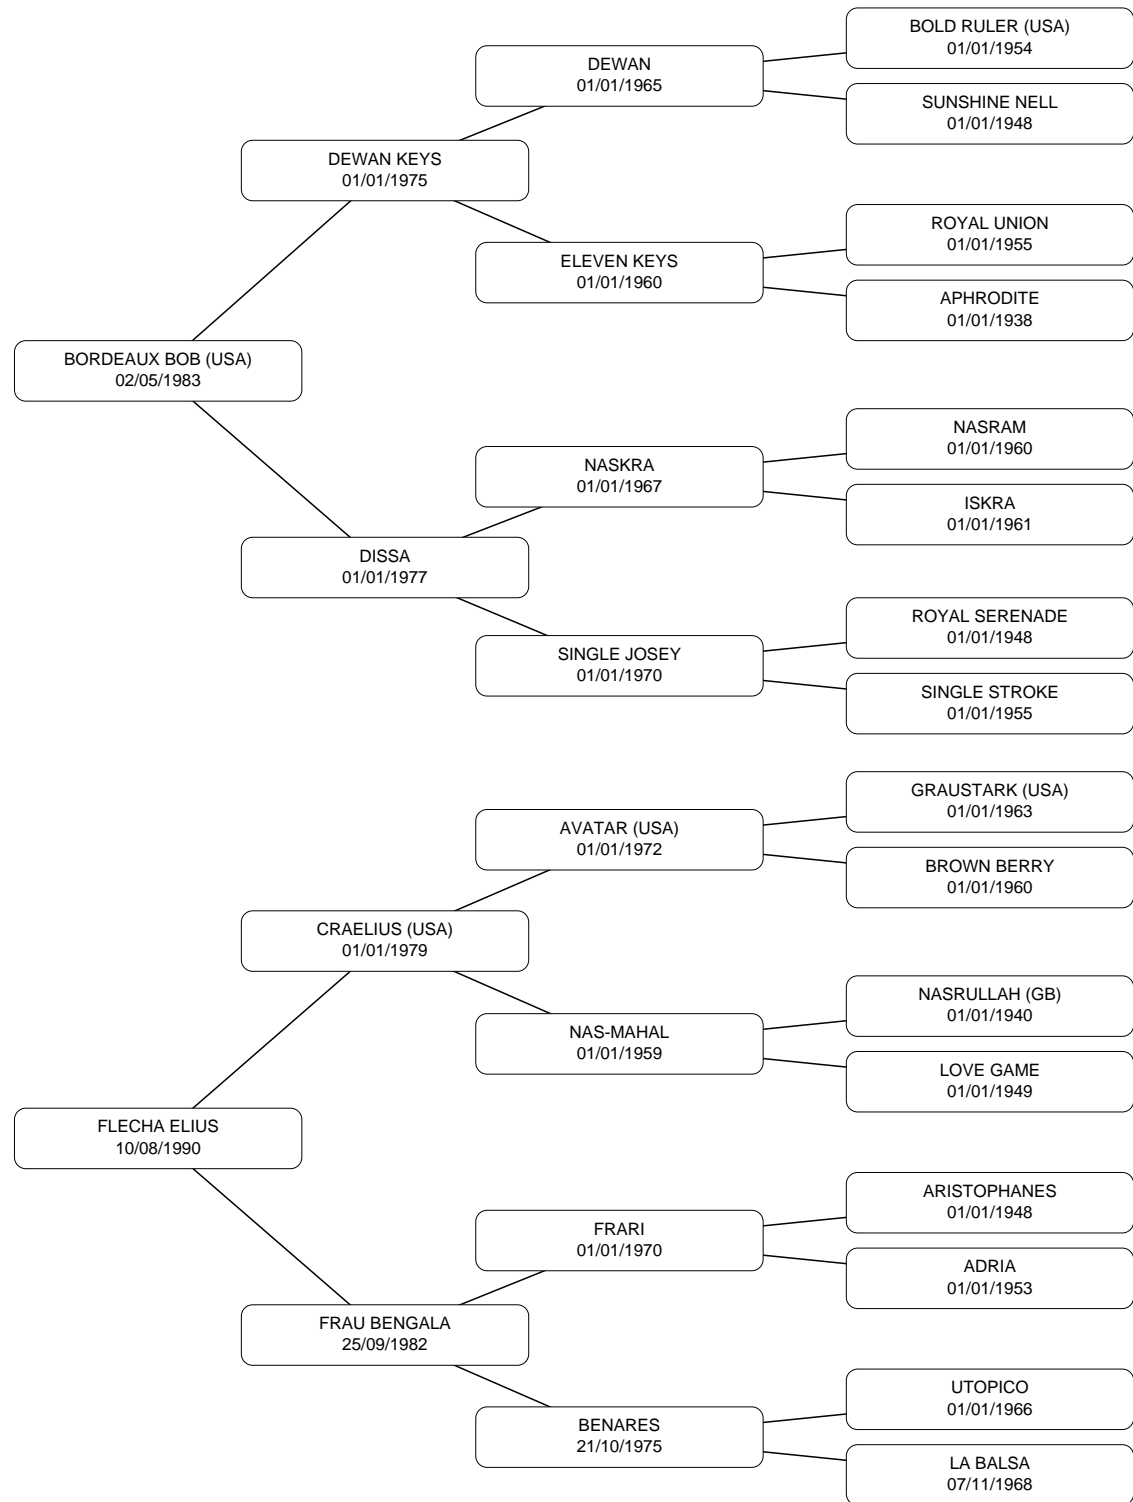 BOLD RULER (USA)
01/01/1954
DEWAN
01/01/1965
SUNSHINE NELL
01/01/1948
DEWAN KEYS
01/01/1975
ROYAL UNION
01/01/1955
ELEVEN KEYS
01/01/1960
APHRODITE
01/01/1938
BORDEAUX BOB (USA)
02/05/1983
NASRAM
01/01/1960
NASKRA
01/01/1967
ISKRA
01/01/1961
DISSA
01/01/1977
ROYAL SERENADE
01/01/1948
SINGLE JOSEY
01/01/1970
SINGLE STROKE
01/01/1955
GRAUSTARK (USA)
01/01/1963
AVATAR (USA)
01/01/1972
BROWN BERRY
01/01/1960
CRAELIUS (USA)
01/01/1979
NASRULLAH (GB)
01/01/1940
NAS-MAHAL
01/01/1959
LOVE GAME
01/01/1949
FLECHA ELIUS
10/08/1990
ARISTOPHANES
01/01/1948
FRARI
01/01/1970
ADRIA
01/01/1953
FRAU BENGALA
25/09/1982
UTOPICO
01/01/1966
BENARES
21/10/1975
LA BALSA
07/11/1968